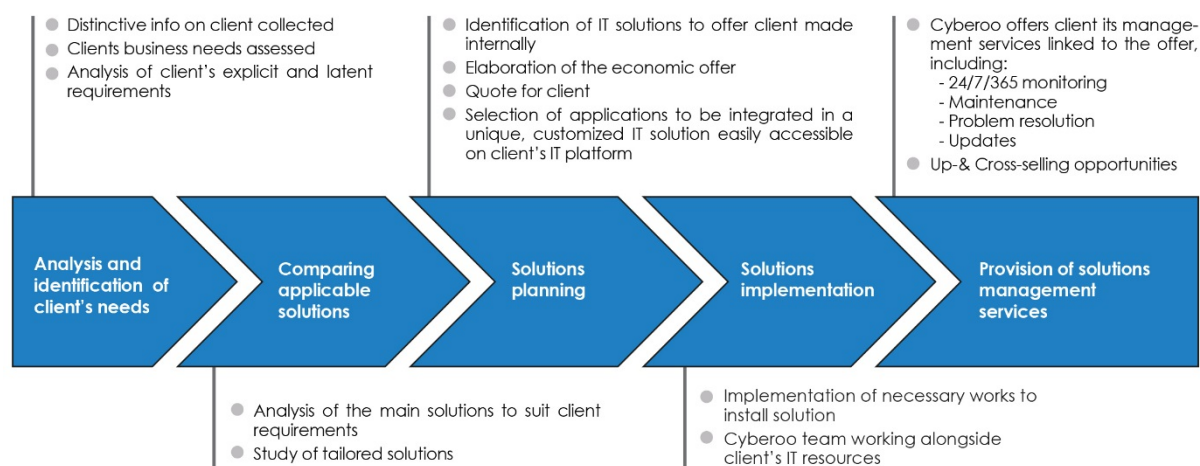 Distinctive info on client collected
Clients business needs assessed
Analysis of client's explicit and latent
requirements
Identification of IT solutions to offer client made
internally
Elaboration of the economic offer
Quote for client
Selection of applications to be integrated in a
unique, customized IT solution easily accessible
on client's IT platform
Cyberoo offers client its manage-
ment services linked to the offer,
including:
- 24/7/365 monitoring
- Maintenance
- Problem resolution
- Updates
Up-& Cross-selling opportunities
Analysis and
identification of
client's needs
Comparing
applicable
solutions
Solutions
planning
Solutions
implementation
Provision of solutions
management
services
Analysis of the main solutions to suit client
requirements
Study of tailored solutions
Implementation of necessary works to
install solution
Cyberoo team working alongside
client's IT resources